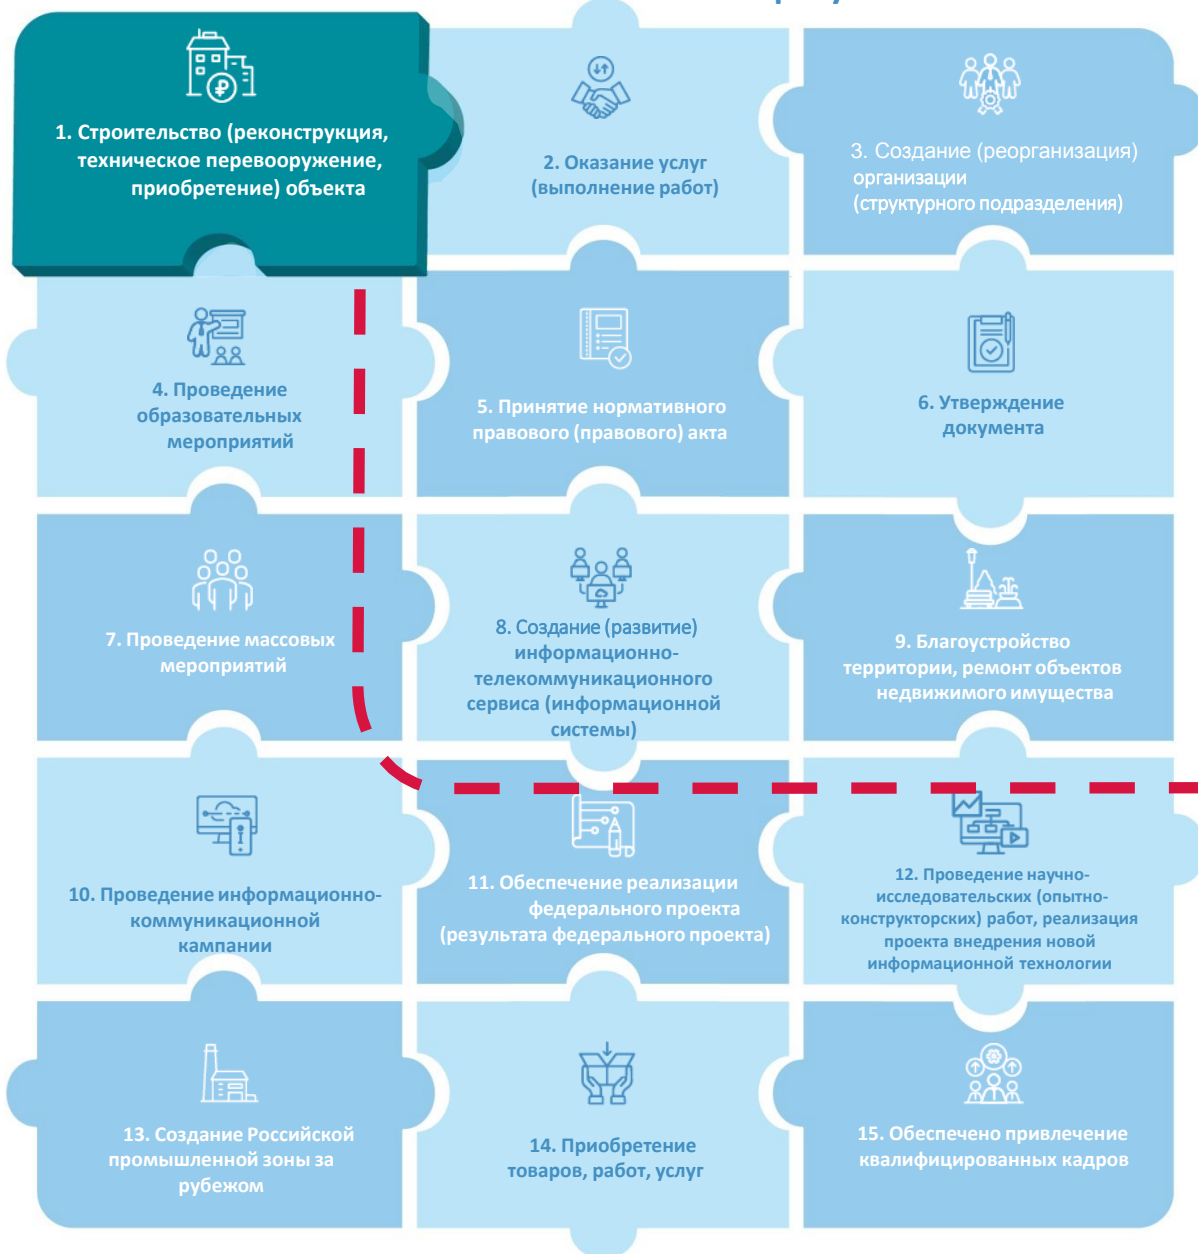 1. Строительство (реконструкция,
техническое перевооружение,
приобретение) объекта
2. Оказание услуг
(выполнение работ)
3. Создание (реорганизация)
организации
(структурного подразделения)
4. Проведение
образовательных
мероприятий
5. Принятие нормативного
правового (правового) акта
6. Утверждение
документа
7. Проведение массовых
мероприятий
8. Создание (развитие)
информационно-
телекоммуникационного
сервиса (информационной
системы)
9. Благоустройство
территории, ремонт объектов
недвижимого имущества
10. Проведение информационно-
коммуникационной
кампании
11. Обеспечение реализации
федерального проекта
(результата федерального проекта)
12. Проведение научно-
исследовательских (опытно-
конструкторских) работ, реализация
проекта внедрения новой
информационной технологии
13. Создание Российской
промышленной зоны за
рубежом
14. Приобретение
товаров, работ, услуг
15. Обеспечено привлечение
квалифицированных кадров